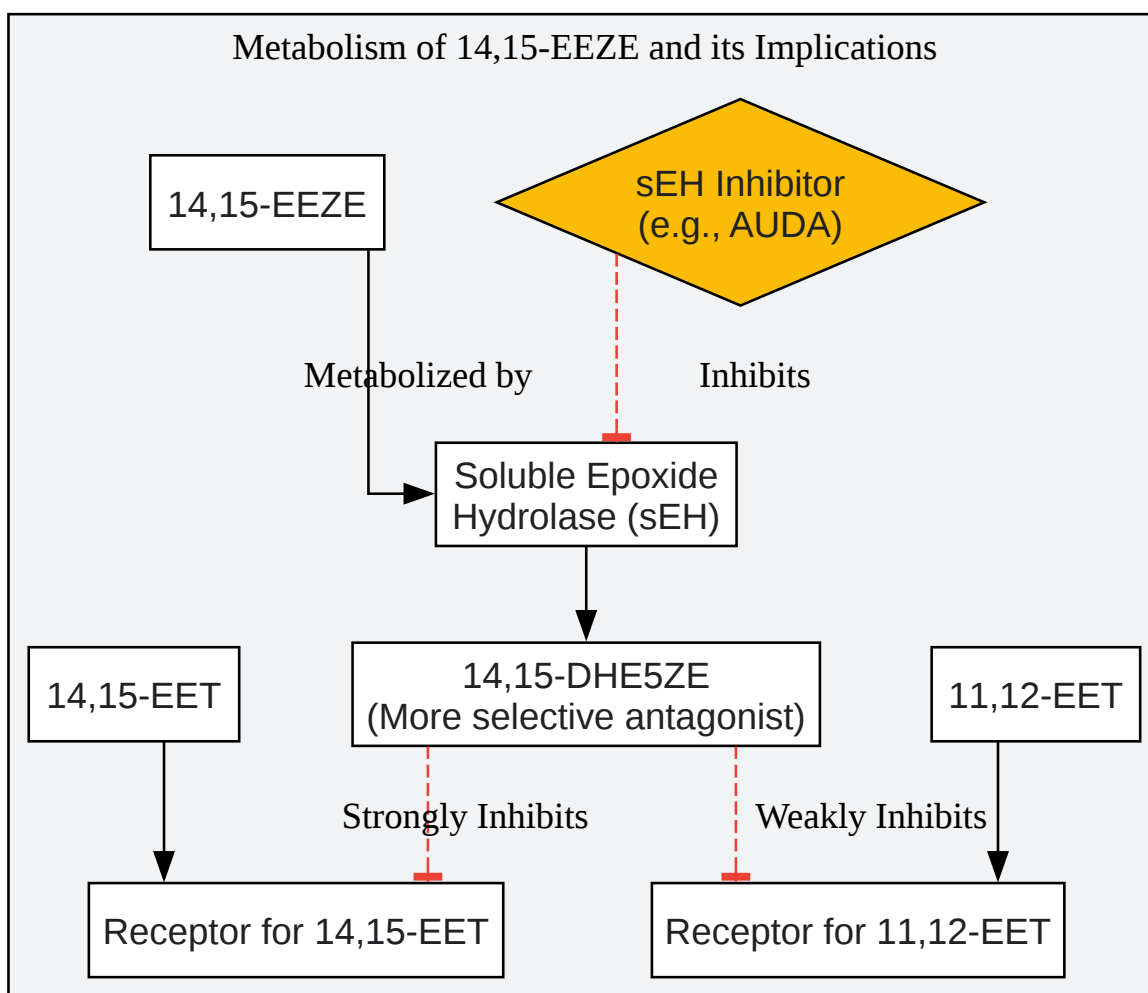 Metabolism of 14,15-EEZE and its Implications
14,15-EEZE
sEH Inhibitor
(e.g., AUDA)
Metabolized by
Inhibits
Soluble Epoxide
Hydrolase (sEH)
14,15-EET
14,15-DHE5ZE
(More selective antagonist)
11,12-EET
Strongly Inhibits
Weakly Inhibits
Receptor for 14,15-EET
Receptor for 11,12-EET